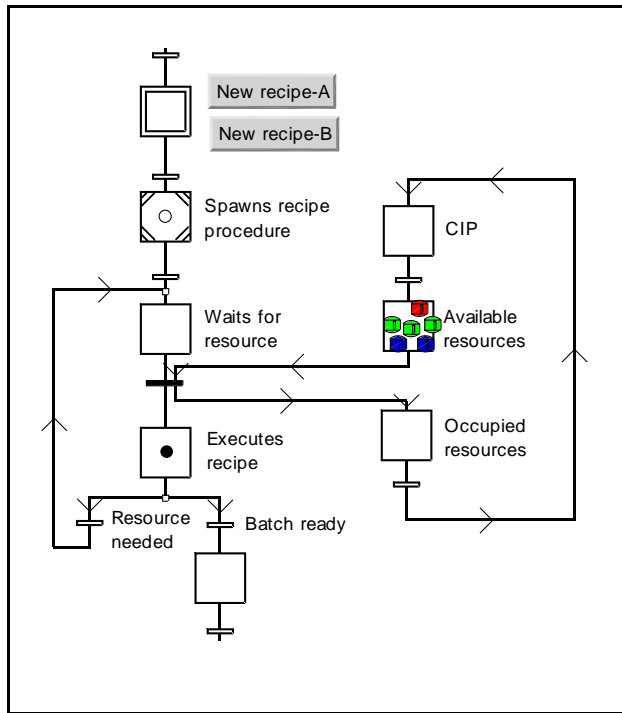 New recipe-A
New recipe-B
Spawns recipe
procedure
CIP
Waits for
resource
Available
resources
Executes
recipe
Occupied
resources
Resource
needed
Batch ready